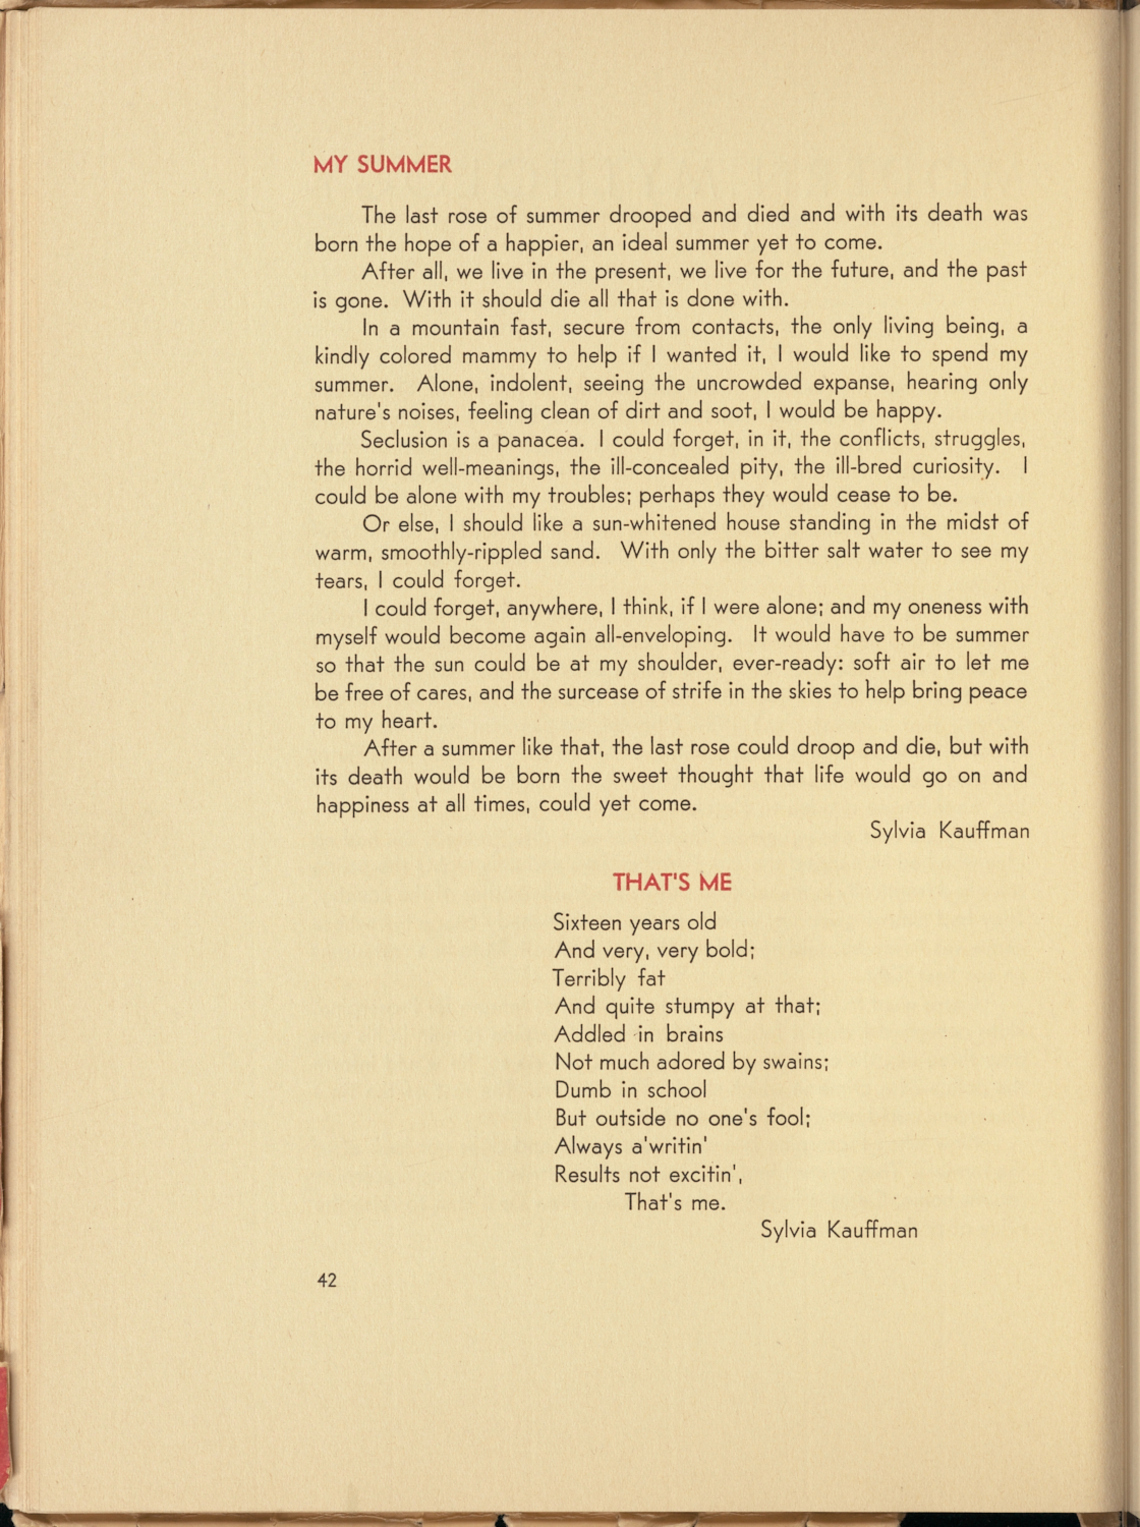 MY SUMMER
The last rose of summer drooped and died and with its death was
born the hope of a happier, an ideal summer yet to come.
After all, we live in the present, we live for the future, and the past
is gone. With it should die all that is done with.
In a mountain fast, secure from contacts, the only living being, a
kindly colored mammy to help if I wanted it, I would like to spend my
summer. Alone, indolent, seeing the uncrowded expanse, hearing only
nature's noises, feeling clean of dirt and soot, I would be happy.
Seclusion is a panacea. I could forget, in it, the conflicts, struggles,
the horrid well-meanings, the ill-concealed pity, the ill-bred curiosity. I
could be alone with my troubles; perhaps they would cease to be.
Or else, I should like a sun-whitened house standing in the midst of
warm, smoothly-rippled sand. With only the bitter salt water to see my
tears, I could forget.
I could forget, anywhere, I think, if I were alone; and my oneness with
myself would become again all-enveloping. It would have to be summer
so that the sun could be at my shoulder, ever-ready: soft air to let me
be free of cares, and the surcease of strife in the skies to help bring peace
to my heart.
After a summer like that, the last rose could droop and die, but with
its death would be born the sweet thought that life would go on and
happiness at all times, could yet come.
Sylvia Kauffman
THAT'S ME
Sixteen years old
And very, very bold;
Terribly fat
And quite stumpy at that;
Addled in brains
Not much adored by swains;
Dumb in school
But outside no one's fool;
Always a'writin'
Results not excitin',
That's me.
Sylvia Kauffman
42